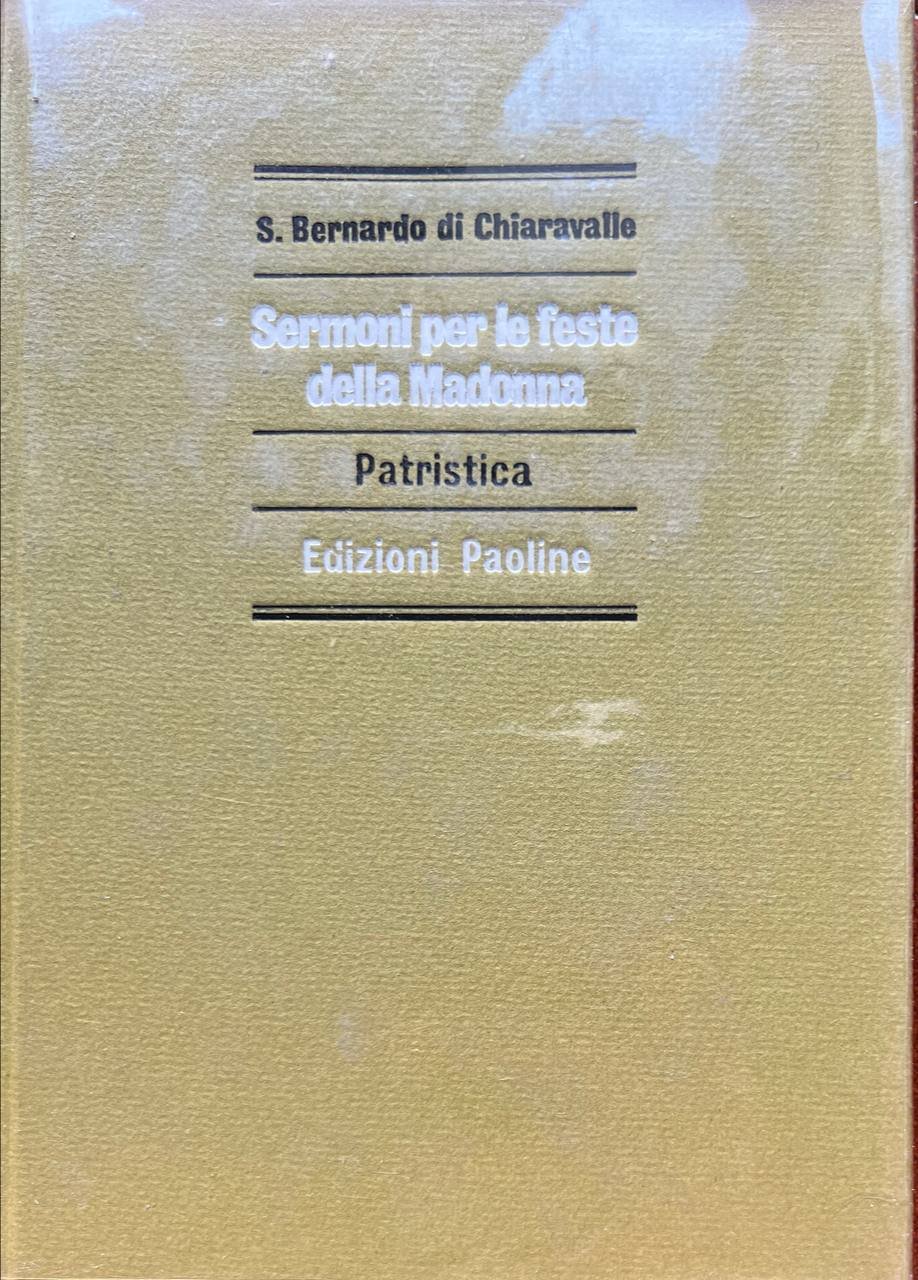 S. Bernardo di Chiaravalle
Sermoni per le feste
della Madonna
Patristica
Edizioni Paoline